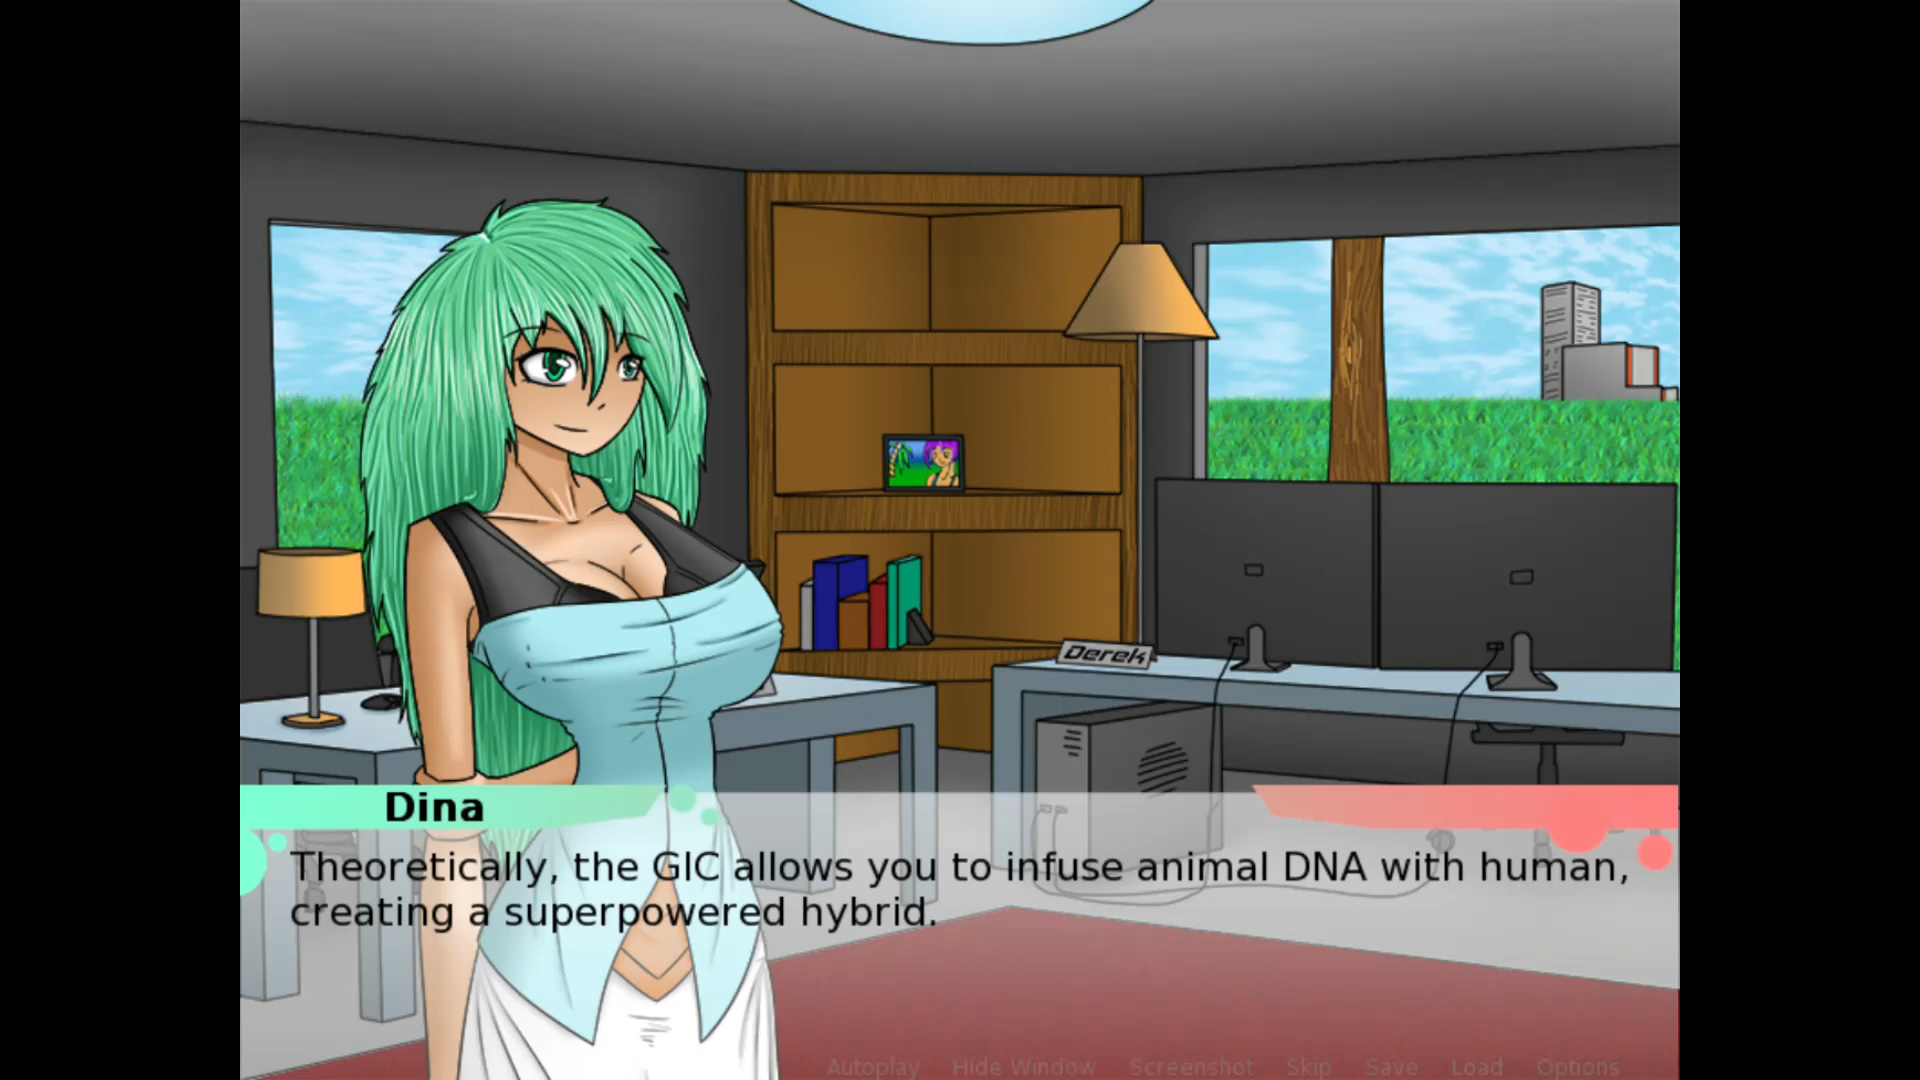 Derek
Dina
Theoretically, the GIC allows you to infuse animal DNA with human,
creating a superpowered hybrid.
Autoplay Hide Window Screenshot Skip Save Load Options